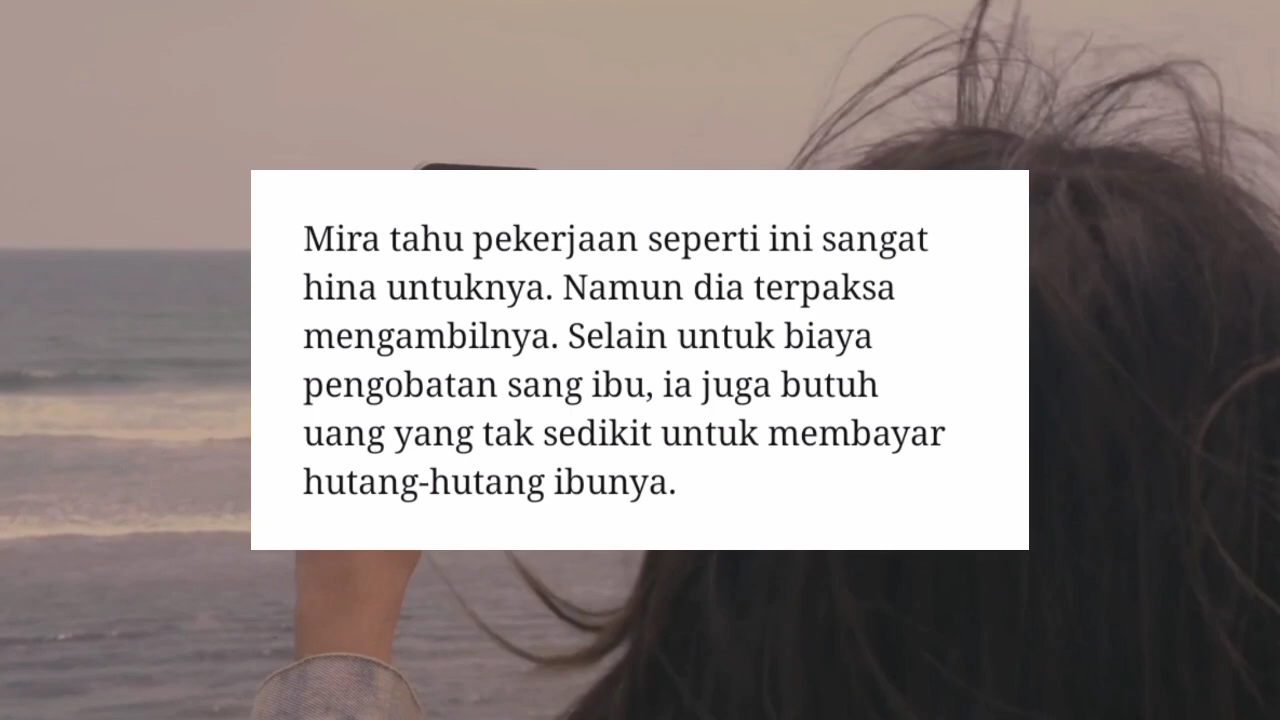 Mira tahu pekerjaan seperti ini sangat
hina untuknya. Namun dia terpaksa
mengambilnya. Selain untuk biaya
pengobatan sang ibu, ia juga butuh
uang yang tak sedikit untuk membayar
hutang-hutang ibunya.